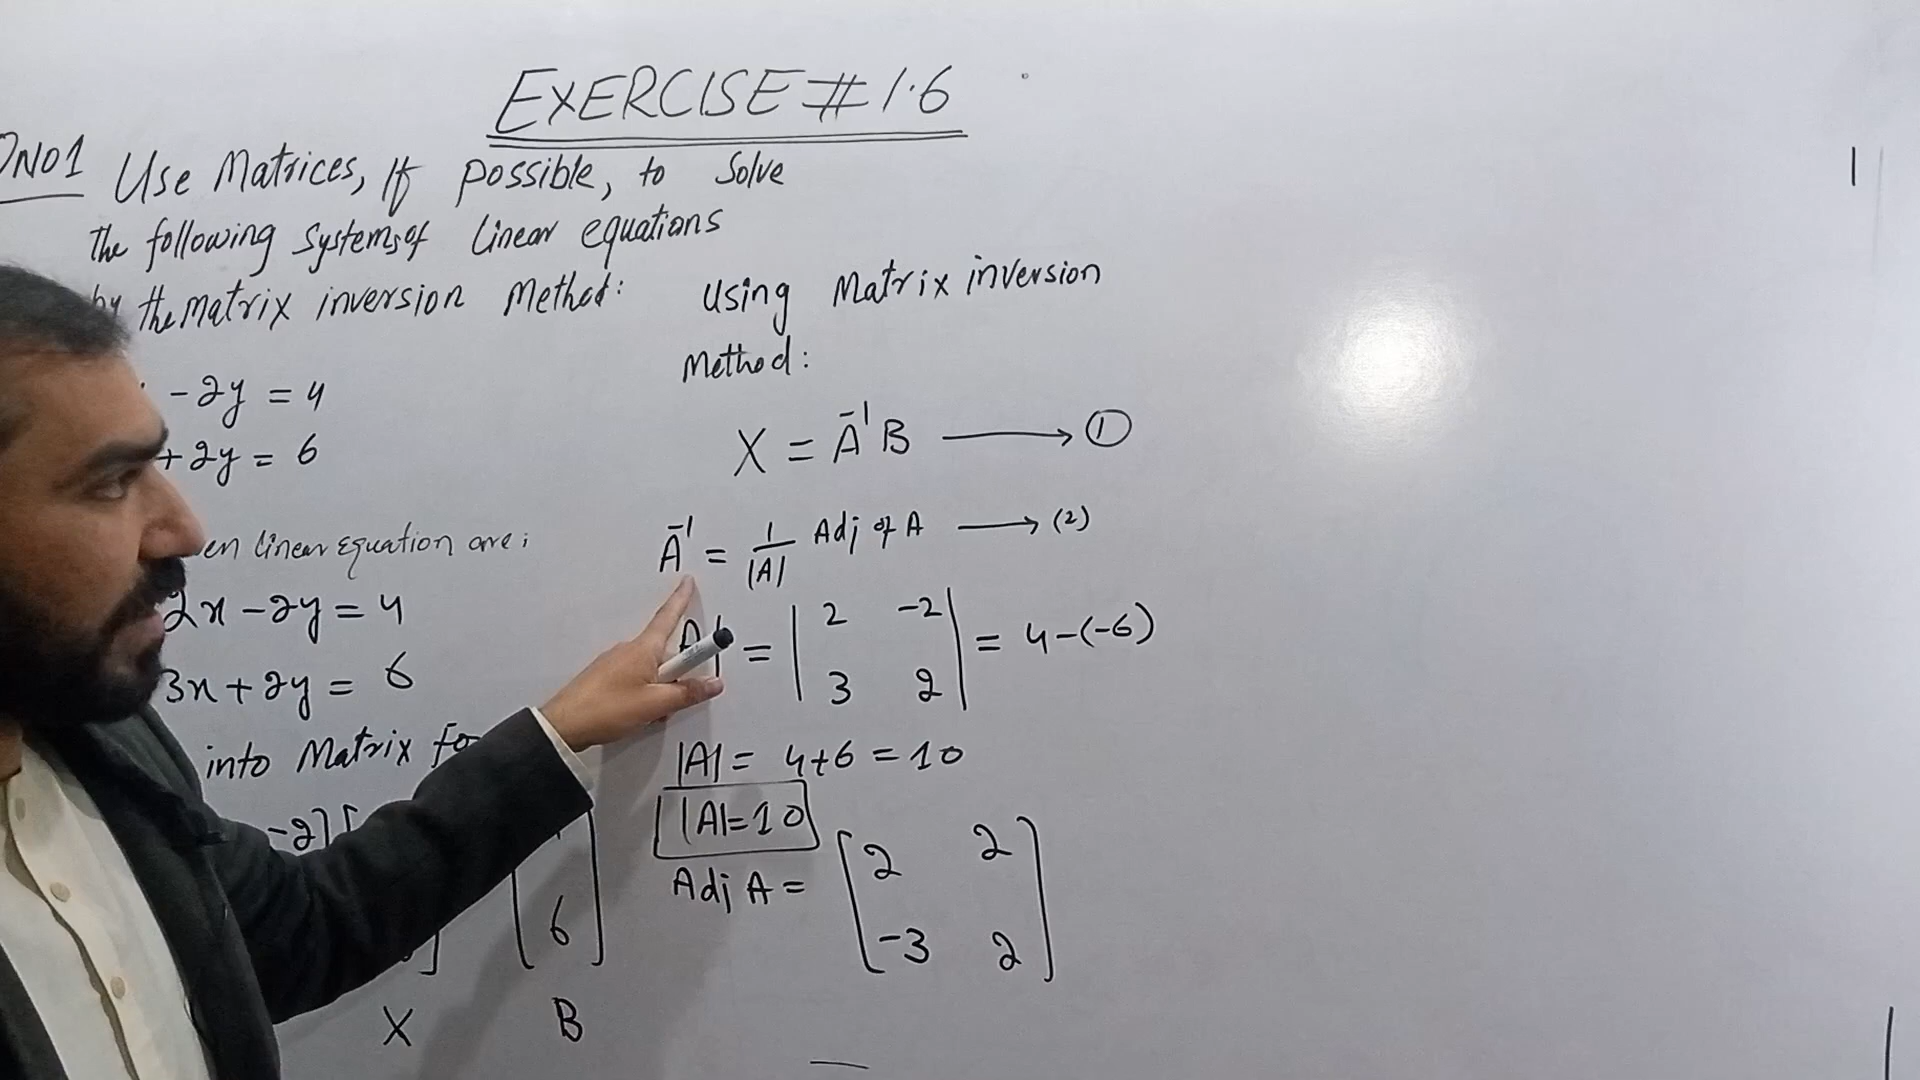 EXERCISE # 1.6
QNO1 Use Matrices, If possible, to Solve
The following Systems of Linear equations
by the matrix inversion Method:
- 2y = 4
+ 2y = 6
en linear Equation are;
2x - 2y = 4
3x + 2y = 6
into Matrix fo
-2] [
6
X B
Using Matrix inversion
Method:
X = A⁻¹B ⟶ ①
A⁻¹ = 1/|A| Adj of A ⟶ (2)
A| = | 2 -2 | = 4-(-6)
| 3 2 |
|A| = 4+6 = 10
|A|=10
Adj A = [ 2 2 ]
[ -3 2 ]